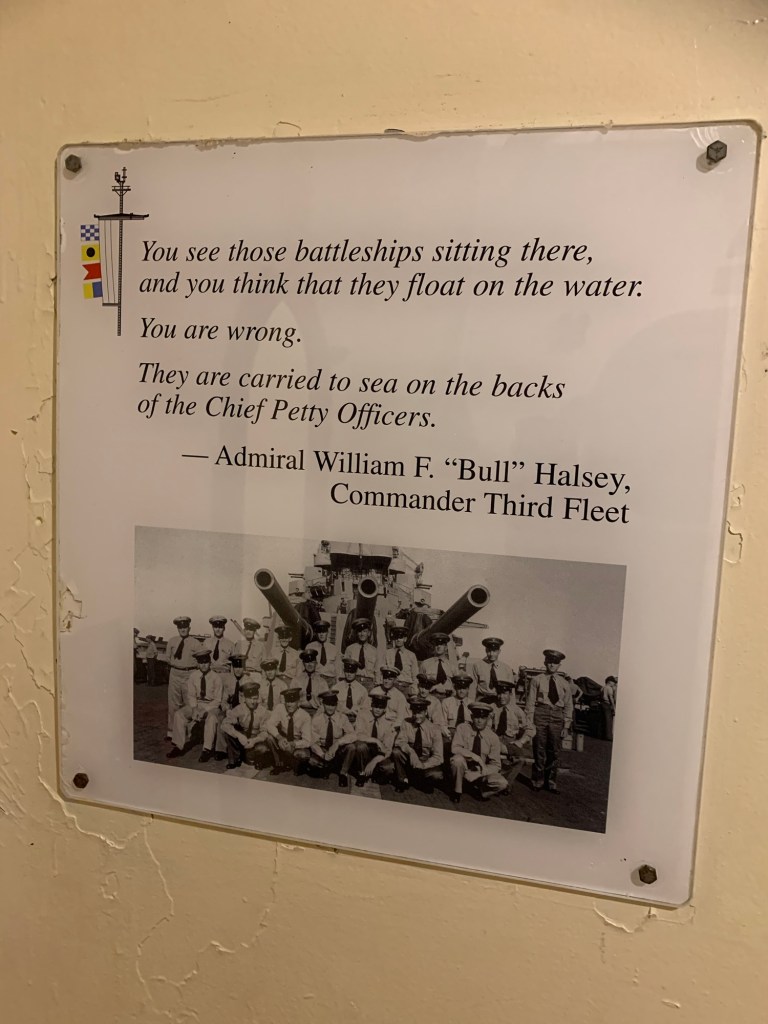 You see those battleships sitting there,
and you think that they float on the water.
You are wrong.
They are carried to sea on the backs
of the Chief Petty Officers.
— Admiral William F. “Bull” Halsey,
Commander Third Fleet